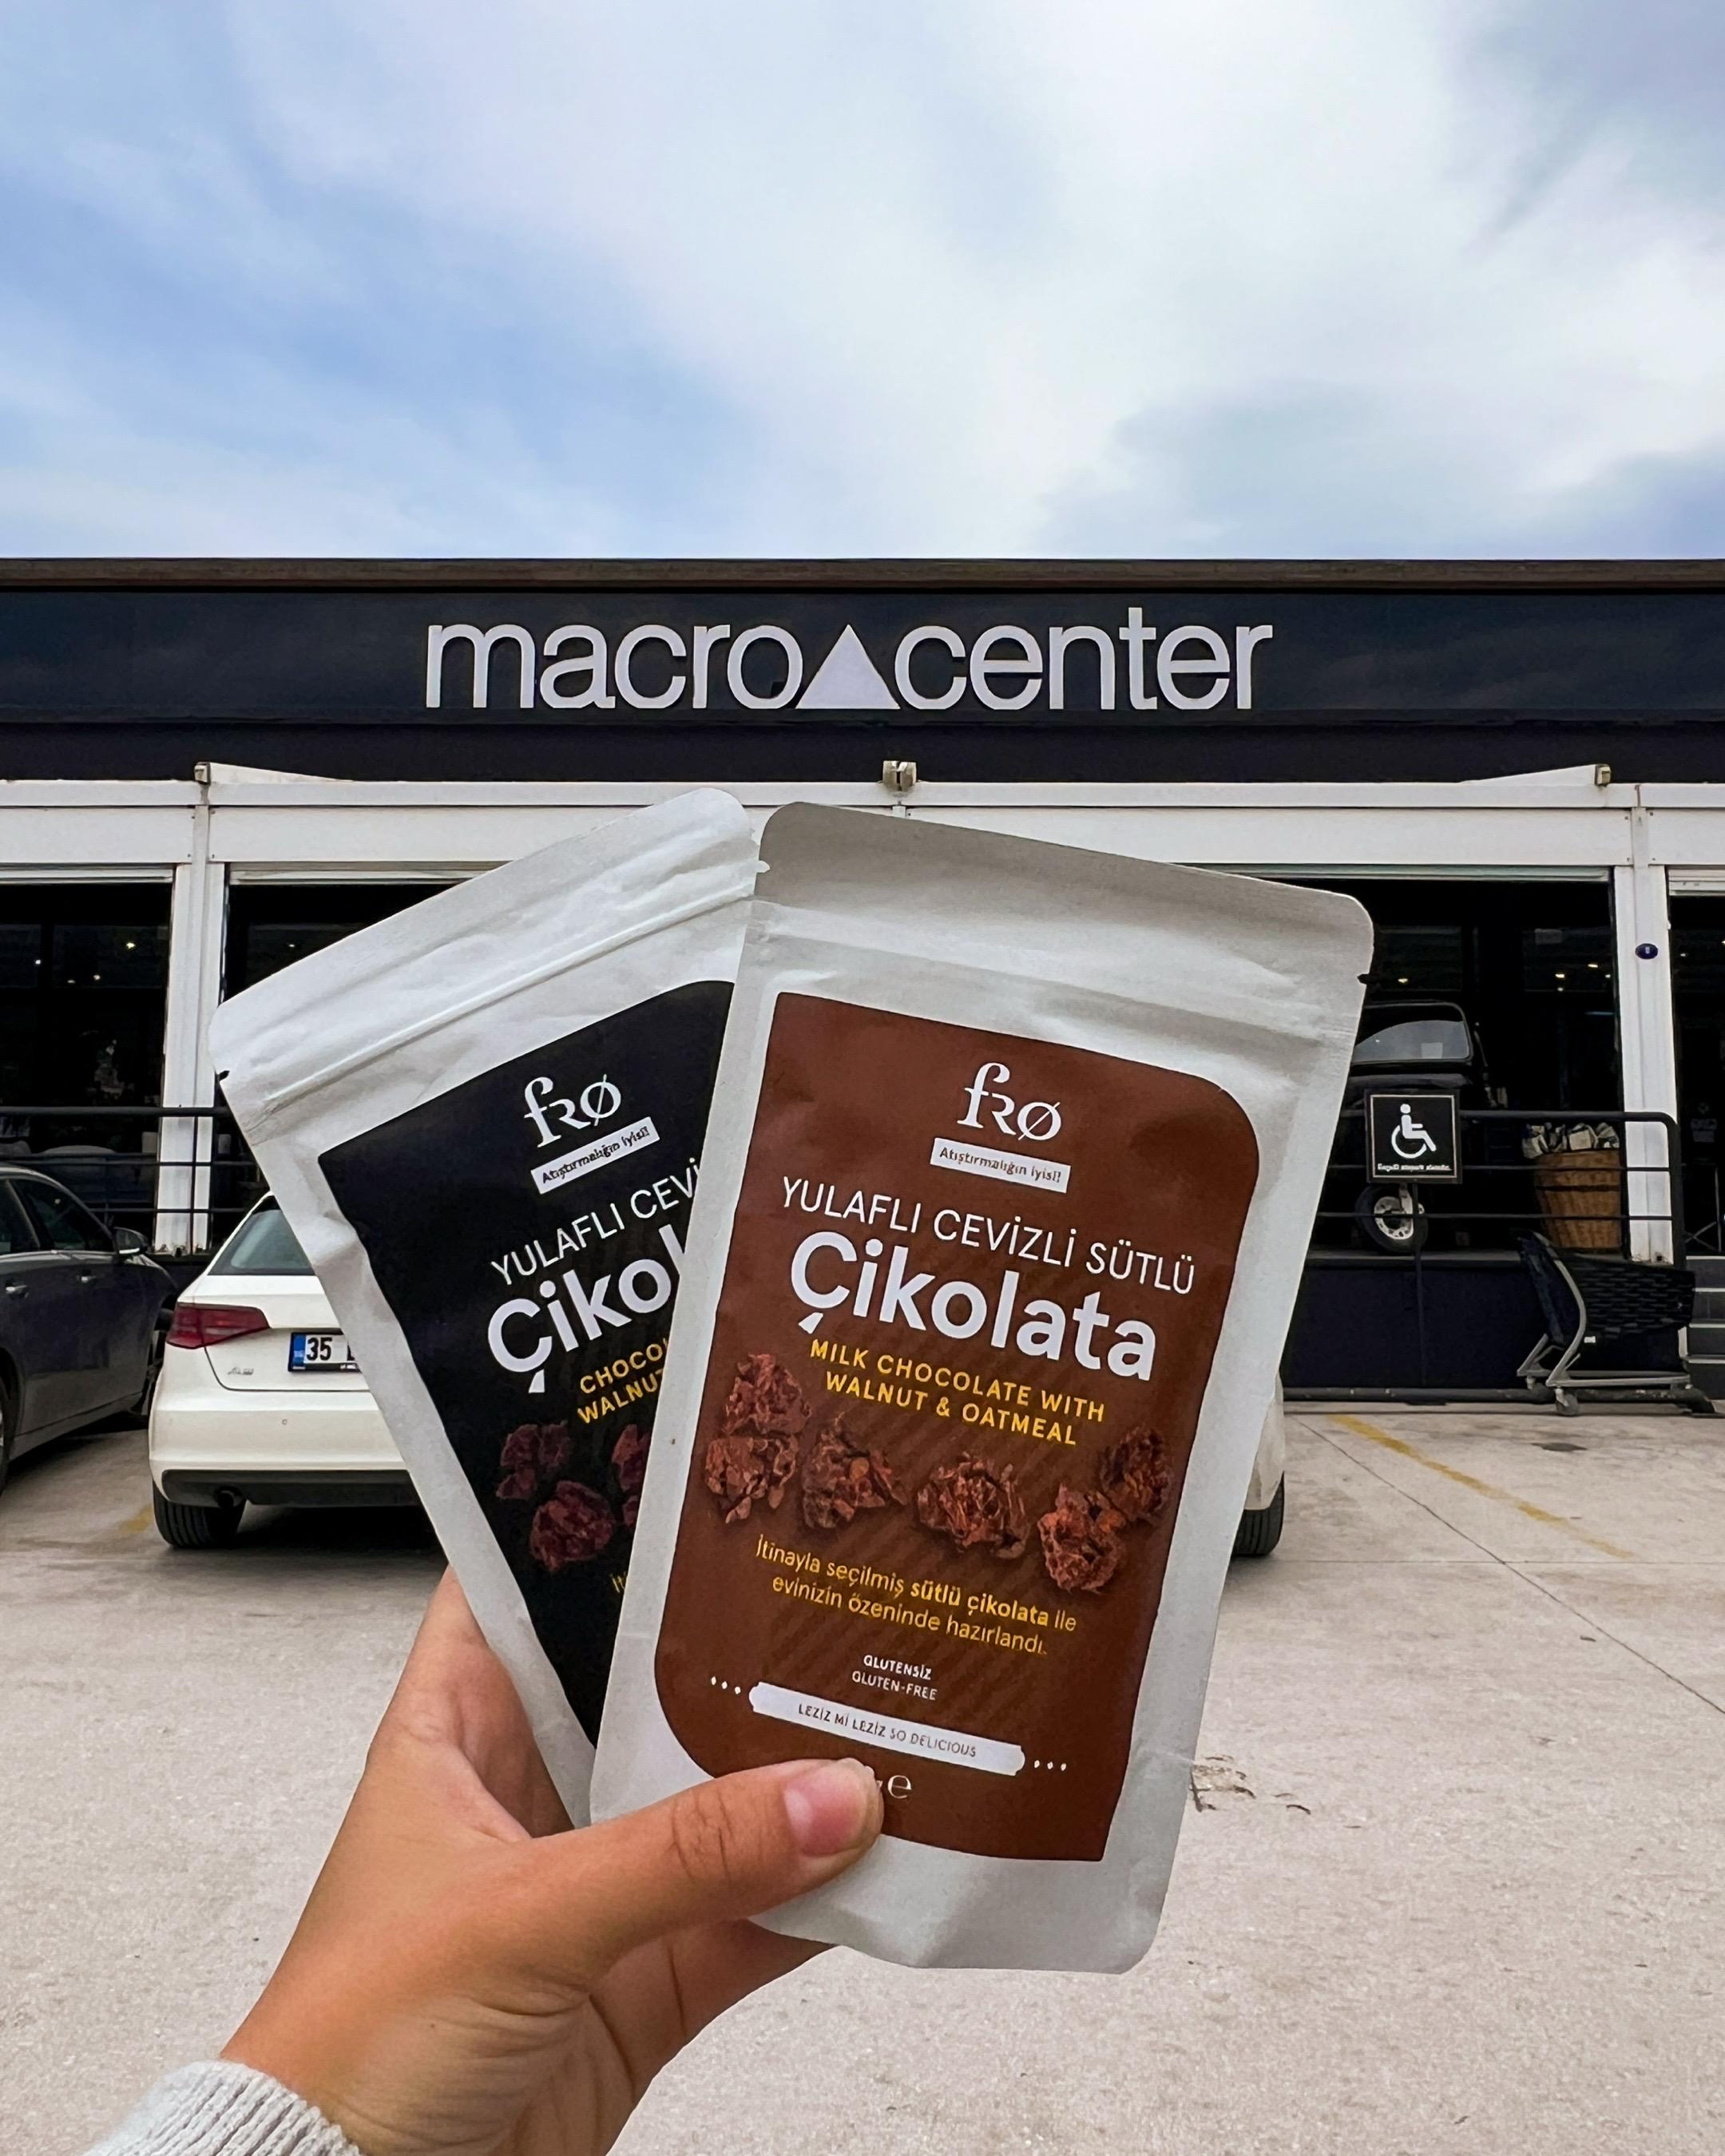 macro center
frø
Atıştırmalığın iyisi!
YULAFLI CEVİ
Çikol
CHOCO
WALNUT
frø
Atıştırmalığın iyisi!
YULAFLI CEVİZLİ SÜTLÜ
Çikolata
MILK CHOCOLATE WITH
WALNUT & OATMEAL
İtinayla seçilmiş sütlü çikolata ile
evinizin özeninde hazırlandı.
GLUTENSİZ
GLUTEN-FREE
LEZİZ Mİ LEZİZ SO DELICIOUS
e
35